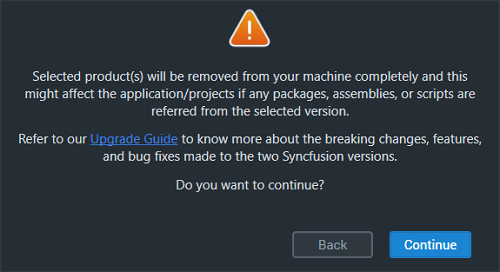 Selected product(s) will be removed from your machine completely and this
might affect the application/projects if any packages, assemblies, or scripts are
referred from the selected version.
Refer to our Upgrade Guide to know more about the breaking changes, features,
and bug fixes made to the two Syncfusion versions.
Do you want to continue?
Back
Continue